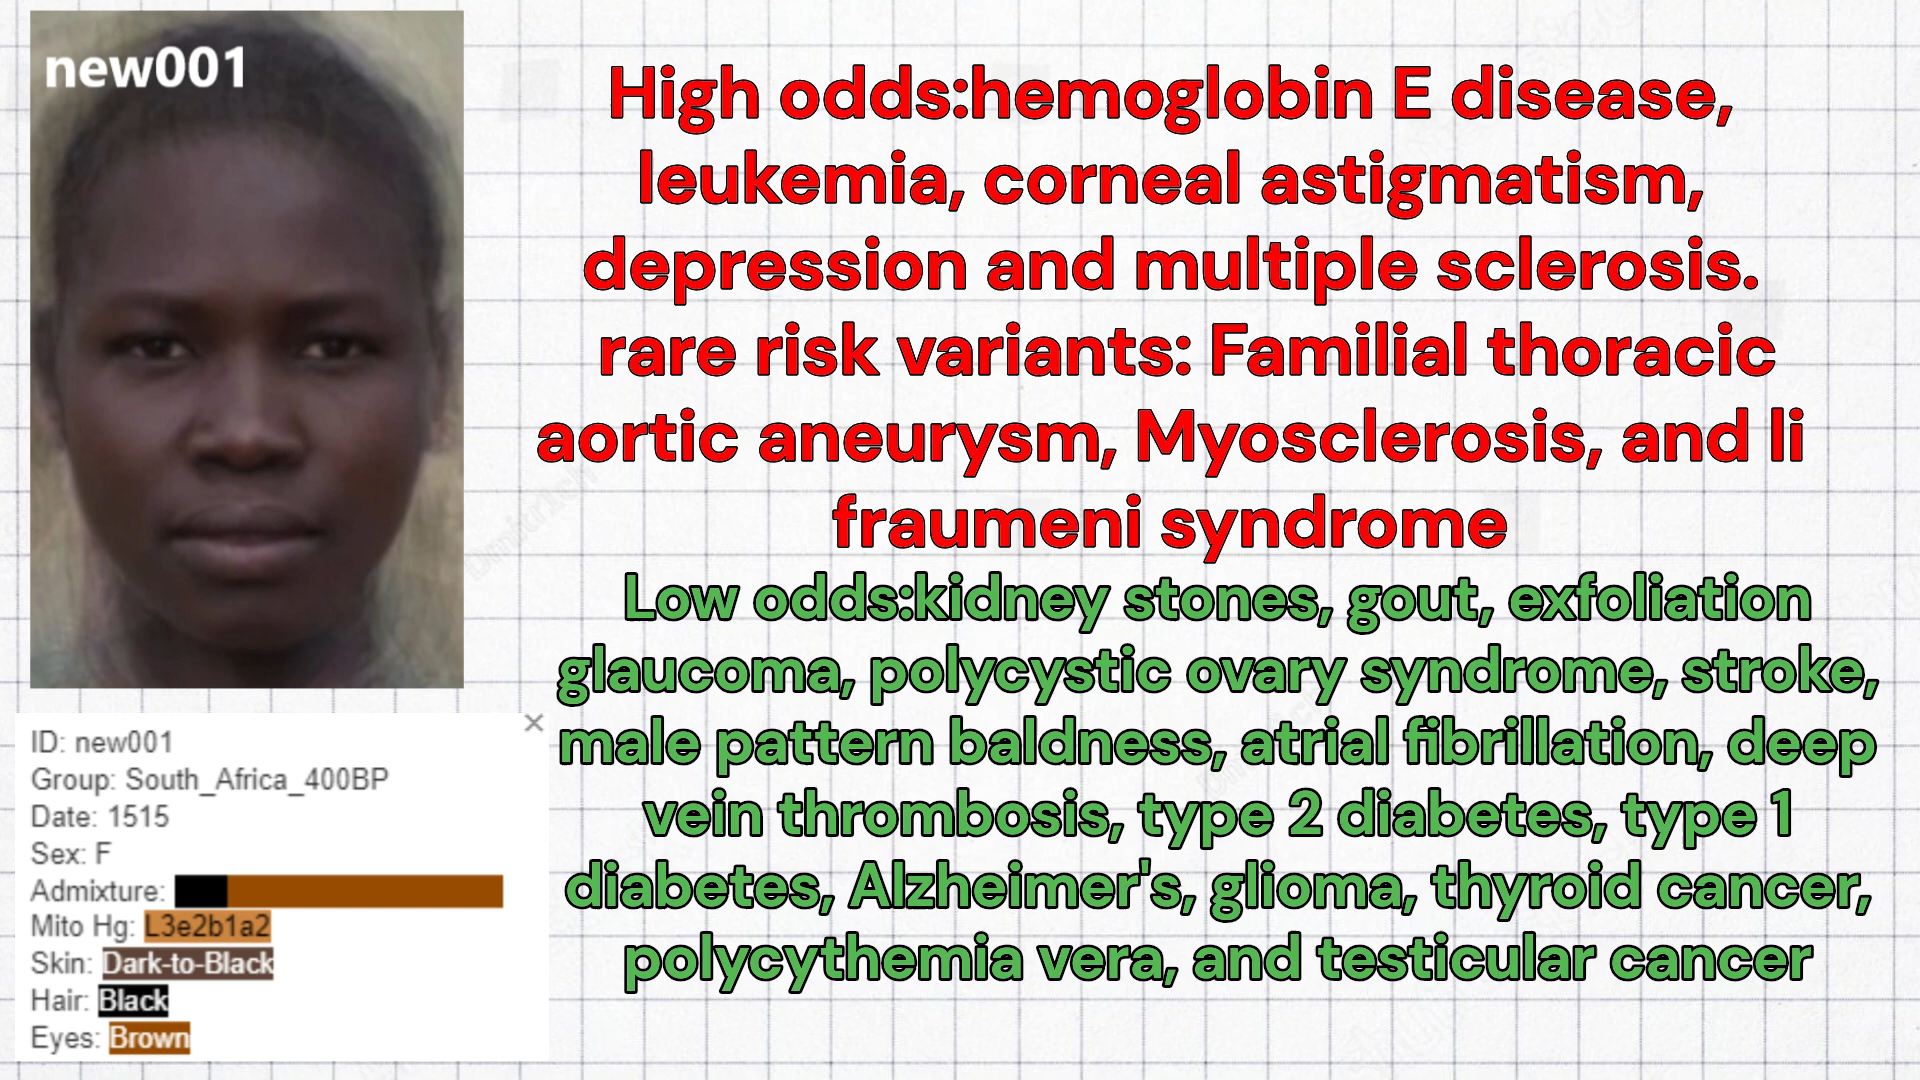 new001
High odds:hemoglobin E disease,
leukemia, corneal astigmatism,
depression and multiple sclerosis.
rare risk variants: Familial thoracic
aortic aneurysm, Myosclerosis, and li
fraumeni syndrome
Low odds:kidney stones, gout, exfoliation
glaucoma, polycystic ovary syndrome, stroke,
male pattern baldness, atrial fibrillation, deep
vein thrombosis, type 2 diabetes, type 1
diabetes, Alzheimer's, glioma, thyroid cancer,
polycythemia vera, and testicular cancer
ID: new001
Group: South_Africa_400BP
Date: 1515
Sex: F
Admixture:
Mito Hg: L3e2b1a2
Skin: Dark-to-Black
Hair: Black
Eyes: Brown